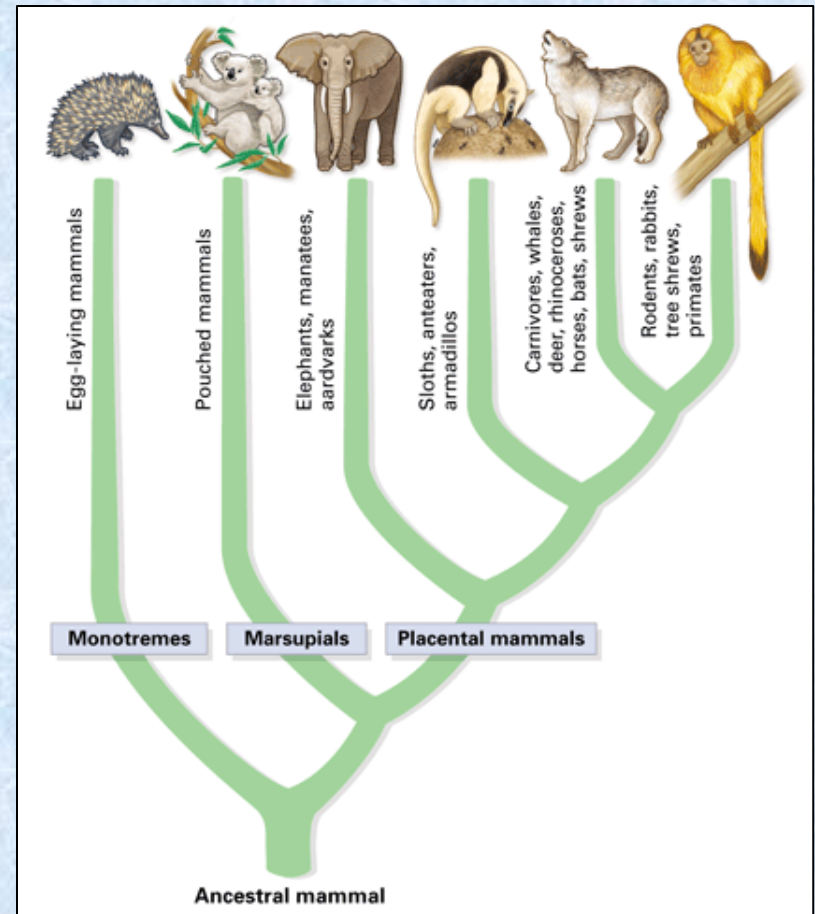 Egg-laying mammals
Pouched mammals
Elephants, manatees,
aardvarks
Sloths, anteaters,
armadillos
Carnivores, whales,
deer, rhinoceroses,
horses, bats, shrews
Rodents, rabbits,
tree shrews,
primates
Monotremes
Marsupials
Placental mammals
Ancestral mammal